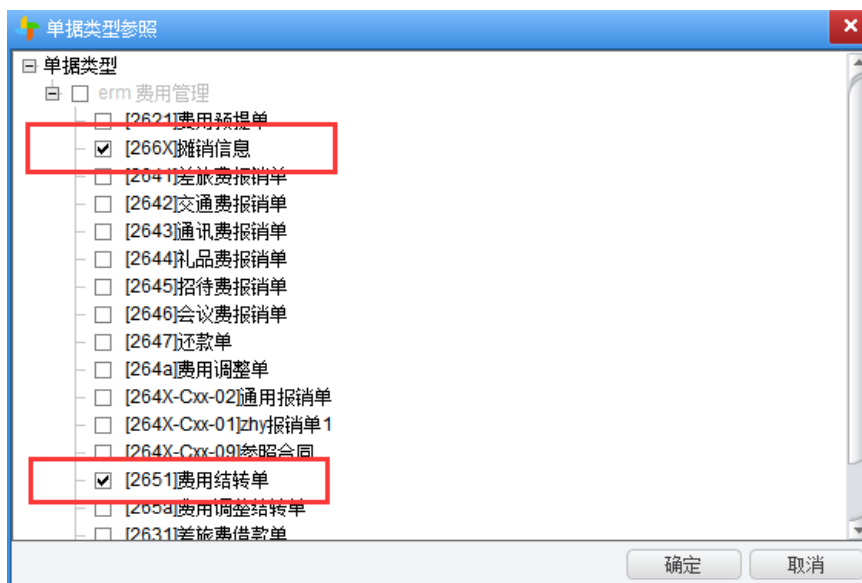 单据类型参照
单据类型
erm 费用管理
[2621]费用预提单
[266X]摊销信息
[2641]差旅费报销单
[2642]交通费报销单
[2643]通讯费报销单
[2644]礼品费报销单
[2645]招待费报销单
[2646]会议费报销单
[2647]还款单
[264a]费用调整单
[264X-Cxx-02]通用报销单
[264X-Cxx-01]zhy报销单1
[264X-Cxx-09]参照合同
[2651]费用结转单
[265a]费用调整结转单
[2631]差旅费借款单
确定 取消